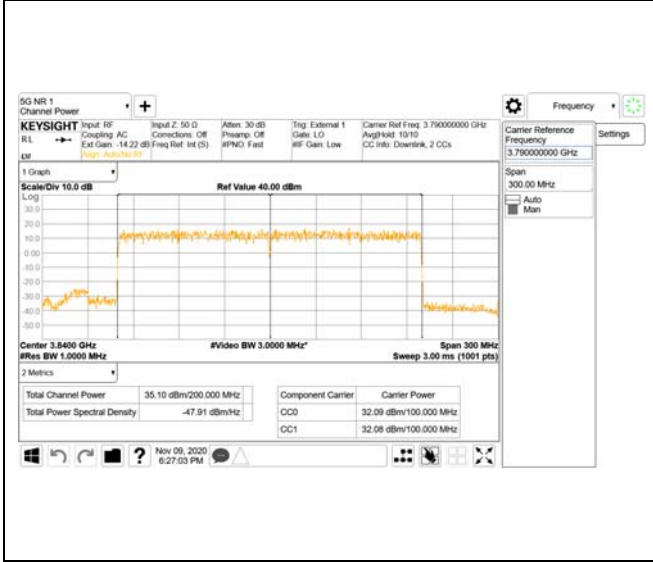 5G NR 1
Channel Power
Frequency
KEYSIGHT
Input: RF
Input Z: 50 Ω
Atten: 30 dB
Trig: External 1
Carrier Ref Freq: 3.790000000 GHz
R L
Coupling: AC
Corrections: Off
Preamp: Off
Gate: LO
Avg|Hold: 10/10
Ext Gain: -14.22 dB
Freq Ref: Int (S)
#PNO: Fast
#IF Gain: Low
CC Info: Downlink, 2 CCs
Align: Auto/No RF
Carrier Reference
Frequency
3.790000000 GHz
Settings
Span
300.00 MHz
Auto
Man
1 Graph
Scale/Div 10.0 dB
Ref Value 40.00 dBm
Log
30.0
20.0
10.0
0.00
-10.0
-20.0
-30.0
-40.0
-50.0
Center 3.8400 GHz
#Video BW 3.0000 MHz*
Span 300 MHz
#Res BW 1.0000 MHz
Sweep 3.00 ms (1001 pts)
2 Metrics
Total Channel Power
35.10 dBm/200.000 MHz
Total Power Spectral Density
-47.91 dBm/Hz
Component Carrier
Carrier Power
CC0
32.09 dBm/100.000 MHz
CC1
32.08 dBm/100.000 MHz
?
Nov 09, 2020
6:27:03 PM